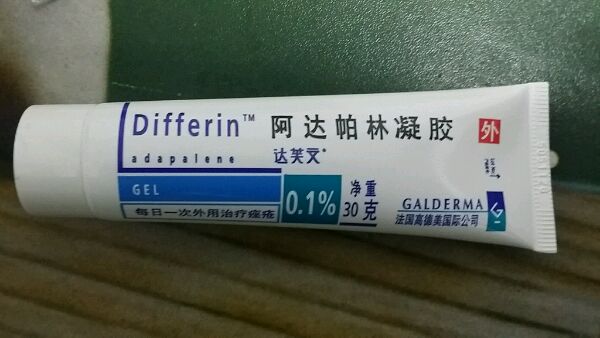 Differin™ 阿达帕林凝胶 外
adapalene 达芙文®
GEL
每日一次外用治疗痤疮
0.1%
净重
30克
GALDERMA
法国高德美国际公司